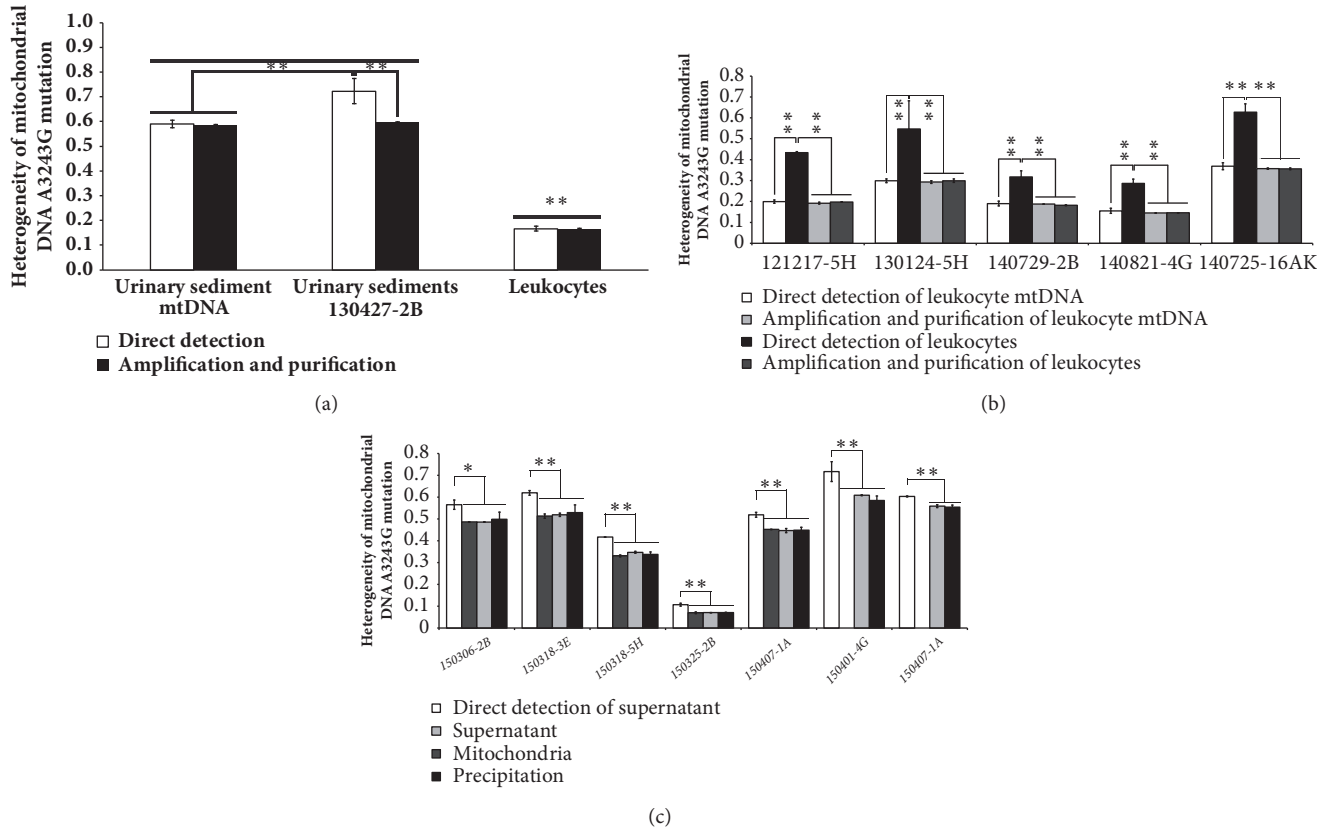 Heterogeneity of mitochondrial
DNA A3243G mutation
1.0
0.9
0.8
0.7
0.6
0.5
0.4
0.3
0.2
0.1
0.0
**
**
**
Urinary sediment
mtDNA
Urinary sediments
130427-2B
Leukocytes
Direct detection
Amplification and purification
(a)
Heterogeneity of mitochondrial
DNA A3243G mutation
0.8
0.7
0.6
0.5
0.4
0.3
0.2
0.1
0
**
**
**
**
**
**
**
**
** **
121217-5H 130124-5H 140729-2B 140821-4G 140725-16AK
Direct detection of leukocyte mtDNA
Amplification and purification of leukocyte mtDNA
Direct detection of leukocytes
Amplification and purification of leukocytes
(b)
Heterogeneity of mitochondrial
DNA A3243G mutation
0.8
0.7
0.6
0.5
0.4
0.3
0.2
0.1
0
*
**
**
**
**
**
**
150306-2B
150318-3E
150318-5H
150325-2B
150407-1A
150401-4G
150407-1A
Direct detection of supernatant
Supernatant
Mitochondria
Precipitation
(c)